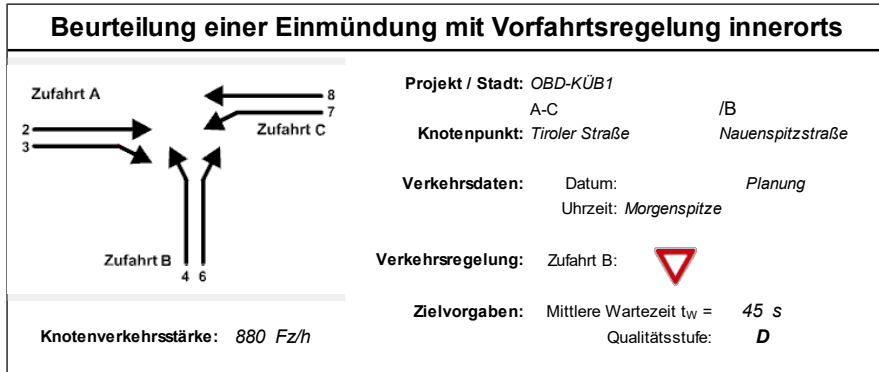 Beurteilung einer Einmündung mit Vorfahrtsregelung innerorts
Zufahrt A
8
7
Zufahrt C
2
3
Zufahrt B
4 6
Knotenverkehrsstärke: 880 Fz/h
Projekt / Stadt: OBD-KÜB1
A-C /B
Knotenpunkt: Tiroler Straße Nauenspitzstraße
Verkehrsdaten: Datum: Planung
Uhrzeit: Morgenspitze
Verkehrsregelung: Zufahrt B:
Zielvorgaben: Mittlere Wartezeit tW = 45 s
Qualitätsstufe: D